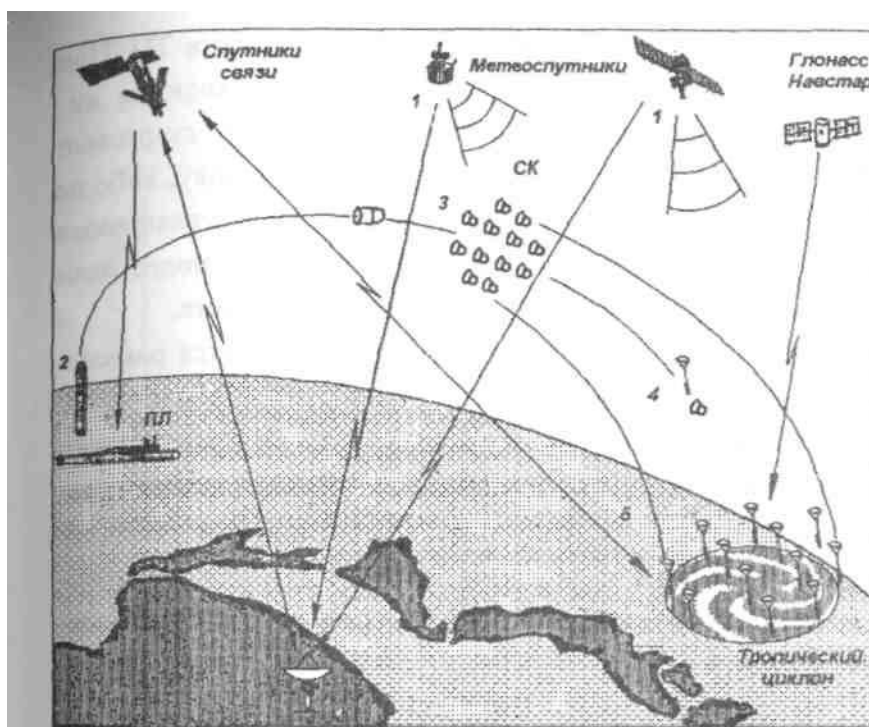 Спутники
связи
Метеоспутники
Глонасс
Навстар
1
1
СК
3
2
4
ПЛ
5
Тропический
циклон